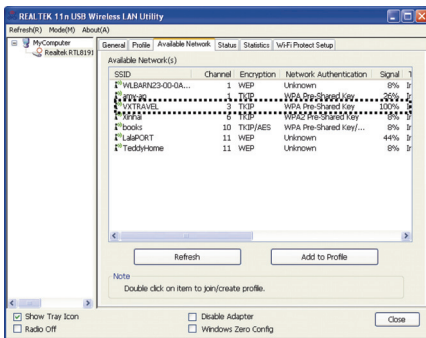 REALTEK 11n USB Wireless LAN Utility
Refresh(R) Mode(M) About(A)
MyComputer
Realtek RTL8191
General Profile Available Network Status Statistics Wi-Fi Protect Setup
Available Network(s)
SSID Channel Encryption Network Authentication Signal
WLBARN23-00-0A... 1 WEP Unknown 8%
amy-ap 1 TKIP WPA Pre-Shared Key 26%
VXTRAVEL 3 TKIP WPA Pre-Shared Key 100%
Xinhai 6 TKIP WPA2 Pre-Shared Key 8%
books 10 TKIP/AES WPA Pre-Shared Key/... 8%
LalaPORT 11 WEP Unknown 44%
TeddyHome 11 WEP Unknown 8%
Refresh Add to Profile
Note
Double click on item to join/create profile.
Show Tray Icon Disable Adapter
Radio Off Windows Zero Config
Close